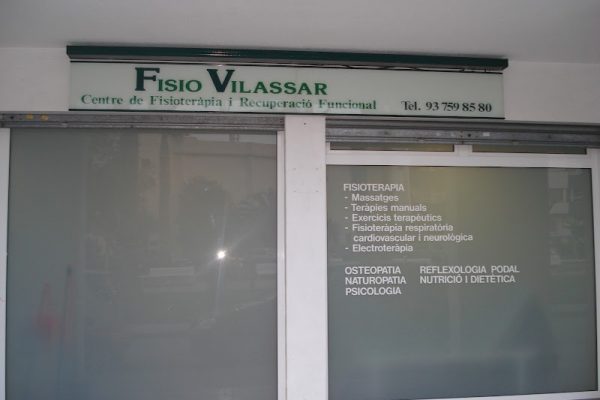 FISIO VILASSAR
Centre de Fisioteràpia i Recuperació Funcional Tel. 93 759 85 80
FISIOTERAPIA
- Massatges
- Teràpies manuals
- Exercicis terapèutics
- Fisioteràpia respiratória
cardiovascular i neurològica
- Electroteràpia
OSTEOPATIA REFLEXOLOGIA PODAL
NATUROPATIA NUTRICIÓ I DIETÈTICA
PSICOLOGIA